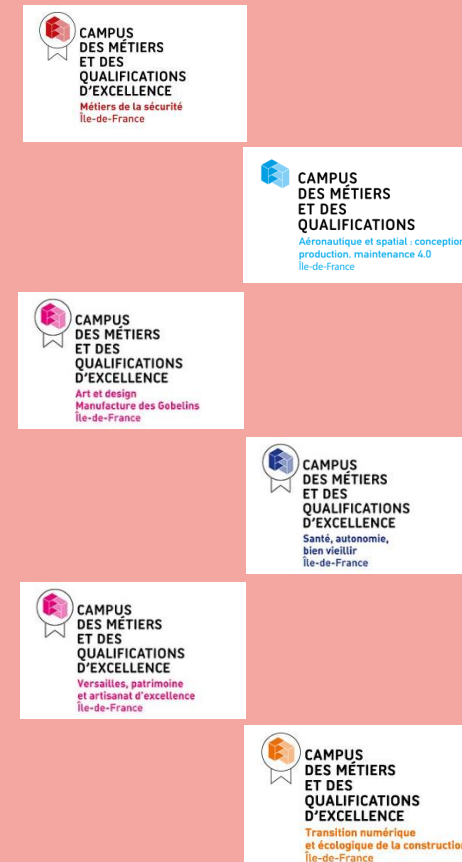 CAMPUS
DES MÉTIERS
ET DES
QUALIFICATIONS
D'EXCELLENCE
Métiers de la sécurité
Île-de-France
CAMPUS
DES MÉTIERS
ET DES
QUALIFICATIONS
Aéronautique et spatial : conception
production, maintenance 4.0
Île-de-France
CAMPUS
DES MÉTIERS
ET DES
QUALIFICATIONS
D'EXCELLENCE
Art et design
Manufacture des Gobelins
Île-de-France
CAMPUS
DES MÉTIERS
ET DES
QUALIFICATIONS
D'EXCELLENCE
Santé, autonomie,
bien vieillir
Île-de-France
CAMPUS
DES MÉTIERS
ET DES
QUALIFICATIONS
D'EXCELLENCE
Versailles, patrimoine
et artisanat d'excellence
Île-de-France
CAMPUS
DES MÉTIERS
ET DES
QUALIFICATIONS
D'EXCELLENCE
Transition numérique
et écologique de la construction
Île-de-France